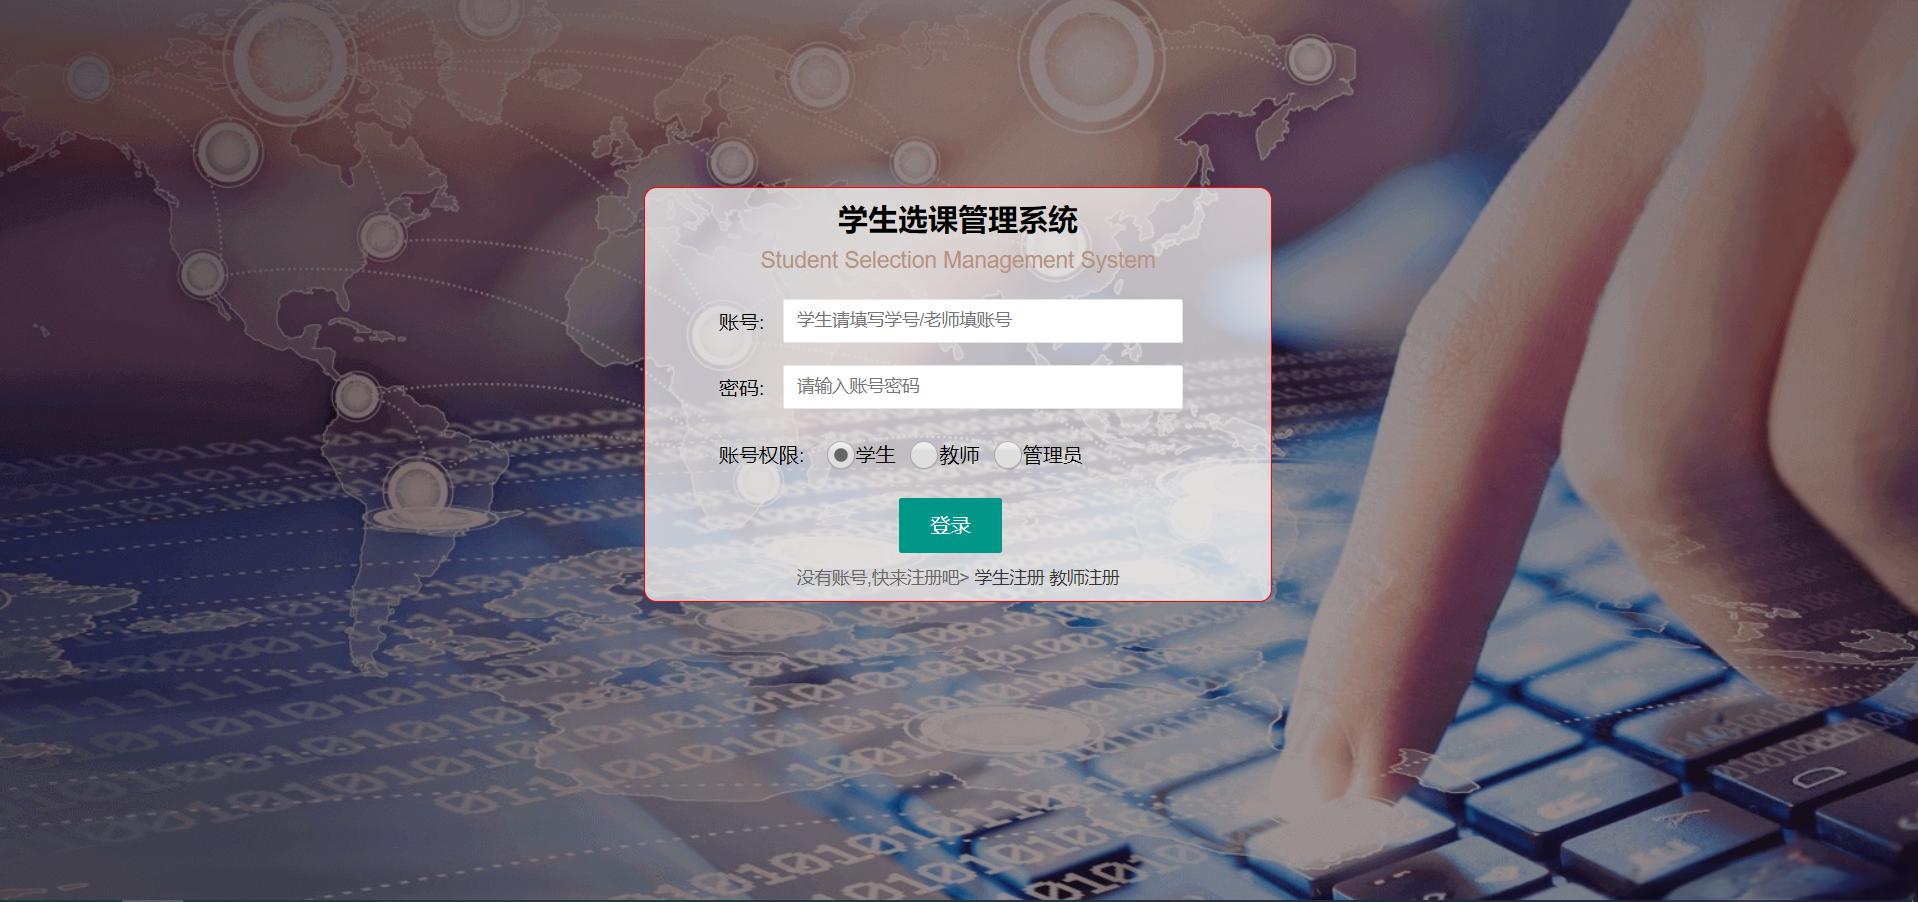 学生选课管理系统
Student Selection Management System
账号: 学生请填写学号/老师填账号
密码: 请输入账号密码
账号权限: 学生 教师 管理员
登录
没有账号,快来注册吧> 学生注册 教师注册